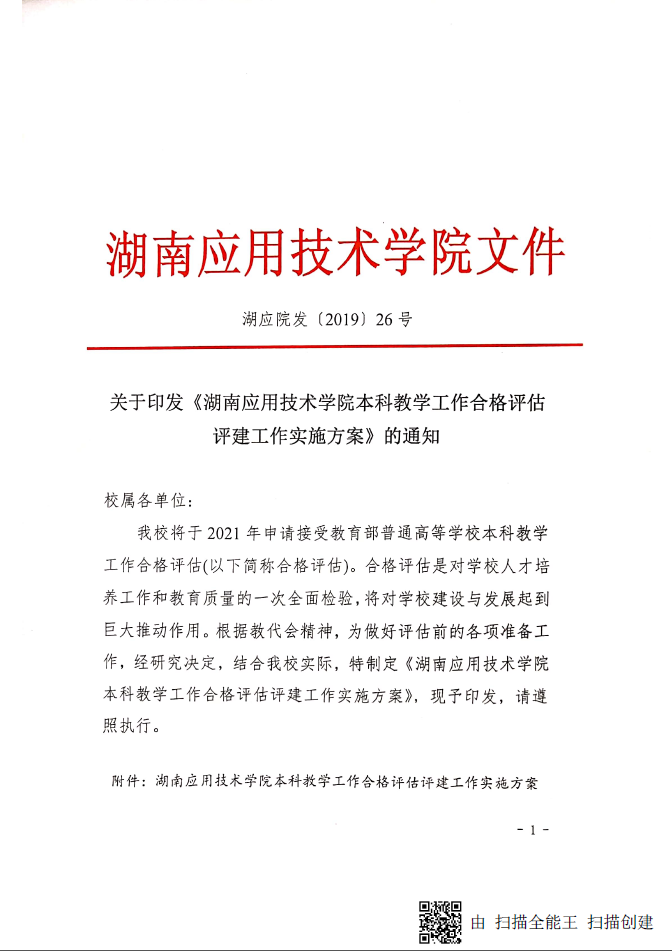 湖南应用技术学院文件
湖应院发〔2019〕26 号
关于印发《湖南应用技术学院本科教学工作合格评估
评建工作实施方案》的通知
校属各单位：
我校将于 2021 年申请接受教育部普通高等学校本科教学
工作合格评估(以下简称合格评估)。合格评估是对学校人才培
养工作和教育质量的一次全面检验,将对学校建设与发展起到
巨大推动作用。根据教代会精神，为做好评估前的各项准备工
作，经研究决定，结合我校实际，特制定《湖南应用技术学院
本科教学工作合格评估评建工作实施方案》，现予印发，请遵
照执行。
附件：湖南应用技术学院本科教学工作合格评估评建工作实施方案
- 1 -
由 扫描全能王 扫描创建